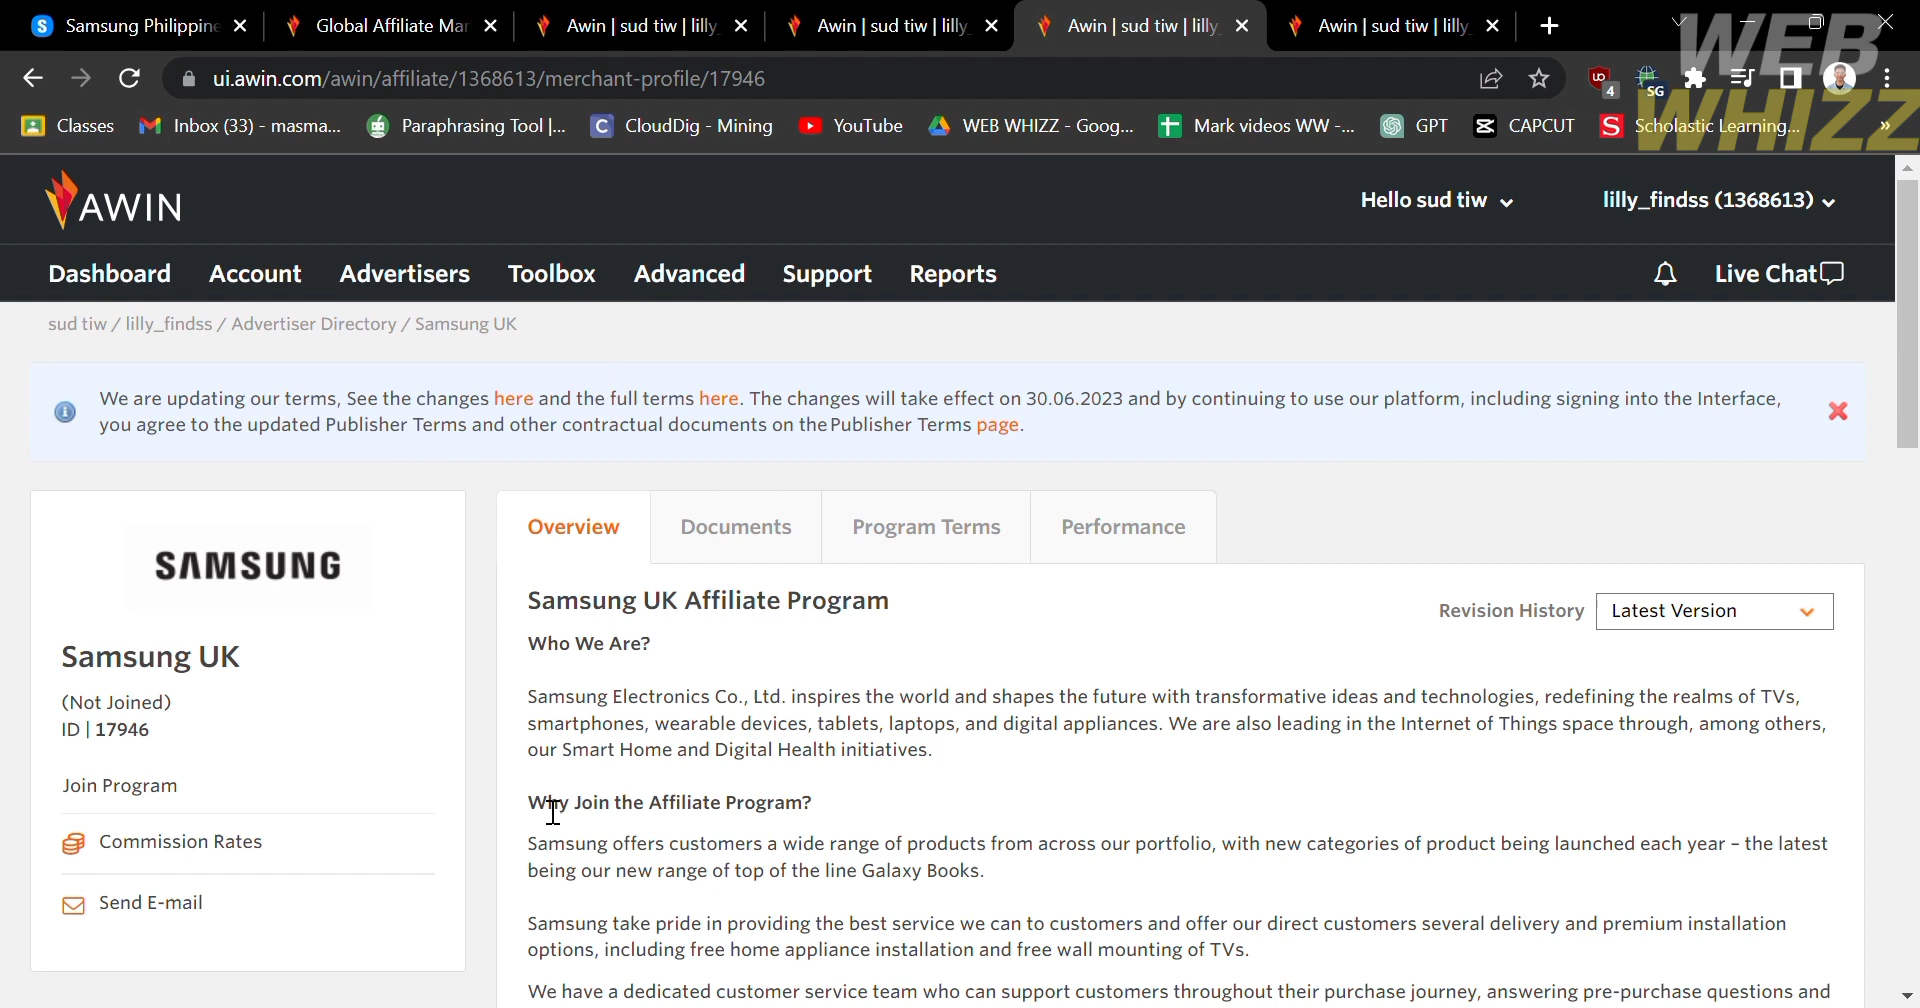 Samsung Philippine
Global Affiliate Mar
Awin | sud tiw | lilly_
Awin | sud tiw | lilly_
Awin | sud tiw | lilly_
Awin | sud tiw | lilly_
WEB
WHIZZ
ui.awin.com/awin/affiliate/1368613/merchant-profile/17946
4
SG
Classes
Inbox (33) - masma...
Paraphrasing Tool |...
CloudDig - Mining
YouTube
WEB WHIZZ - Goog...
Mark videos WW -...
GPT
CAPCUT
Scholastic Learning...
»
AWIN
Hello sud tiw
lilly_findss (1368613)
Dashboard
Account
Advertisers
Toolbox
Advanced
Support
Reports
Live Chat
sud tiw / lilly_findss / Advertiser Directory / Samsung UK
We are updating our terms, See the changes here and the full terms here. The changes will take effect on 30.06.2023 and by continuing to use our platform, including signing into the Interface,
you agree to the updated Publisher Terms and other contractual documents on the Publisher Terms page.
SAMSUNG
Samsung UK
(Not Joined)
ID | 17946
Join Program
Commission Rates
Send E-mail
Overview
Documents
Program Terms
Performance
Samsung UK Affiliate Program
Revision History
Latest Version
Who We Are?
Samsung Electronics Co., Ltd. inspires the world and shapes the future with transformative ideas and technologies, redefining the realms of TVs,
smartphones, wearable devices, tablets, laptops, and digital appliances. We are also leading in the Internet of Things space through, among others,
our Smart Home and Digital Health initiatives.
Why Join the Affiliate Program?
Samsung offers customers a wide range of products from across our portfolio, with new categories of product being launched each year – the latest
being our new range of top of the line Galaxy Books.
Samsung take pride in providing the best service we can to customers and offer our direct customers several delivery and premium installation
options, including free home appliance installation and free wall mounting of TVs.
We have a dedicated customer service team who can support customers throughout their purchase journey, answering pre-purchase questions and